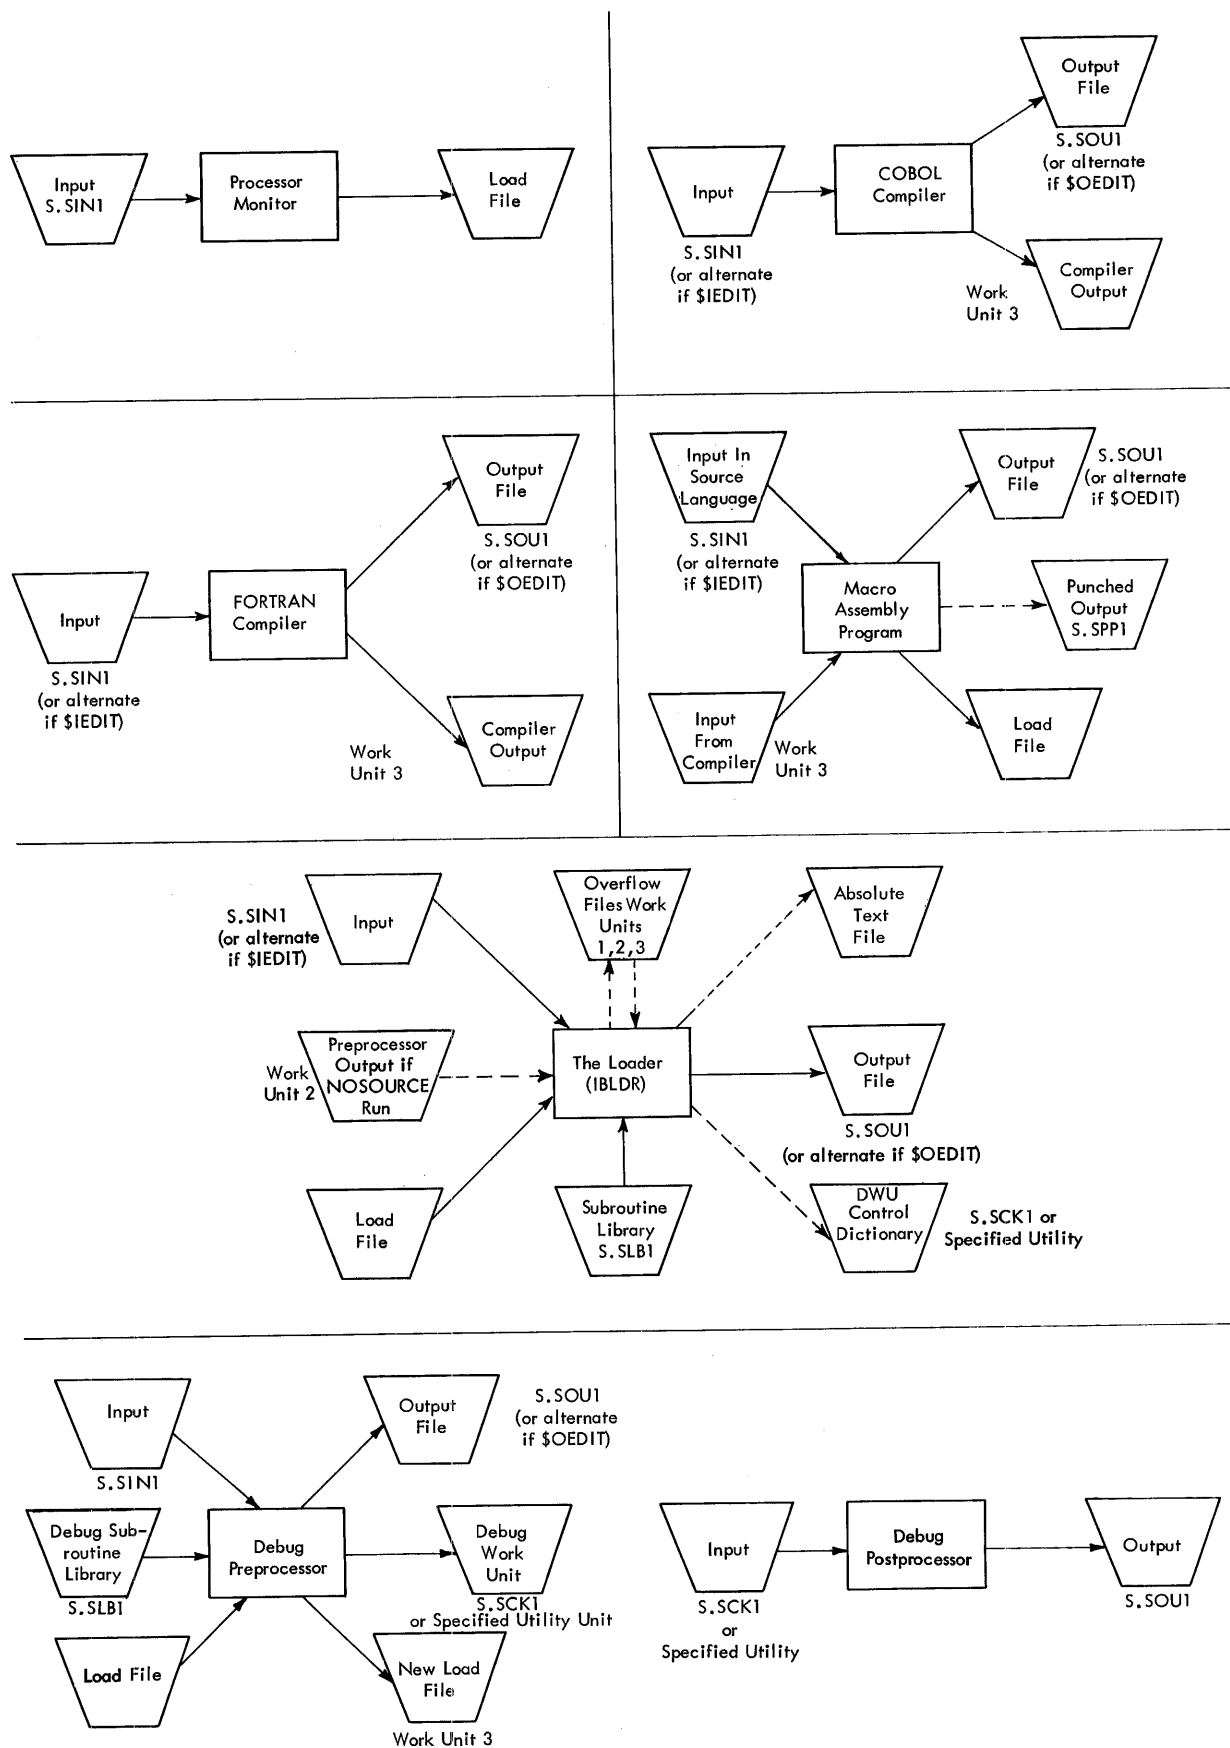 Input
S.SIN1
Processor
Monitor
Load
File
Input
S.SIN1
(or alternate
if $IEDIT)
COBOL
Compiler
Output
File
S.SOU1
(or alternate
if $OEDIT)
Work
Unit 3
Compiler
Output
Input
S.SIN1
(or alternate
if $IEDIT)
FORTRAN
Compiler
Output
File
S.SOU1
(or alternate
if $OEDIT)
Work
Unit 3
Compiler
Output
Input In
Source
Language
S.SIN1
(or alternate
if $IEDIT)
Input
From
Compiler
Work
Unit 3
Macro
Assembly
Program
Output
File
S.SOU1
(or alternate
if $OEDIT)
Punched
Output
S.SPP1
Load
File
S.SIN1
(or alternate
if $IEDIT)
Input
Overflow
Files Work
Units
1,2,3
Absolute
Text
File
Work
Unit 2
Preprocessor
Output if
NOSOURCE
Run
The Loader
(IBLDR)
Output
File
S.SOU1
(or alternate if $OEDIT)
Load
File
Subroutine
Library
S.SLB1
DWU
Control
Dictionary
S.SCK1 or
Specified Utility
Input
S.SIN1
Output
File
S.SOU1
(or alternate
if $OEDIT)
Debug Sub-
routine
Library
S.SLB1
Debug
Preprocessor
Debug
Work
Unit
S.SCK1
or Specified Utility Unit
Load File
New Load
File
Work Unit 3
Input
S.SCK1
or
Specified Utility
Debug
Postprocessor
Output
S.SOU1